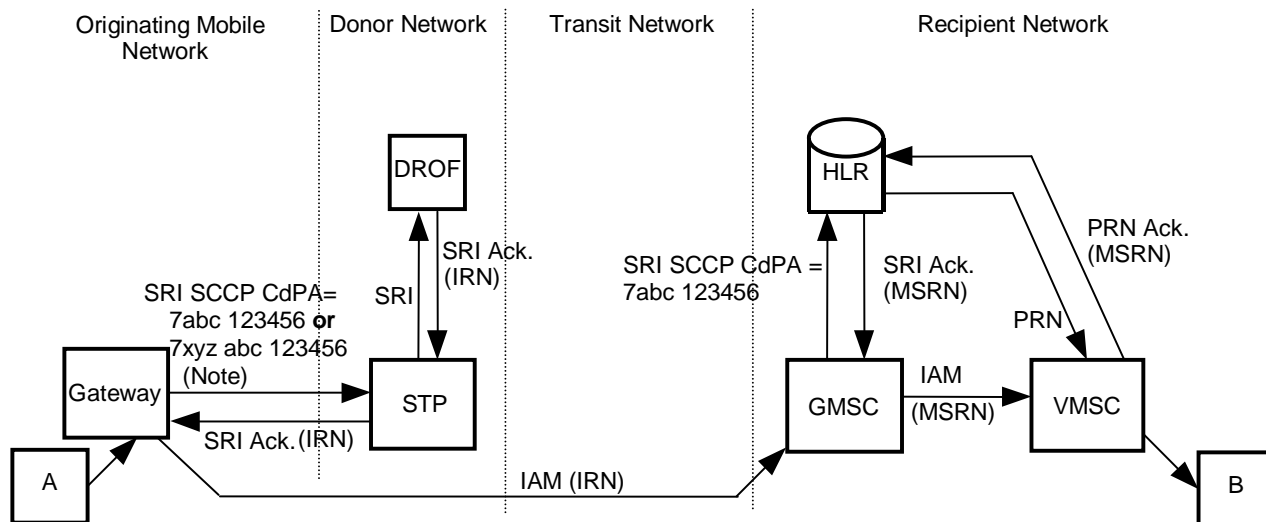 Originating Mobile
Network
Donor Network
Transit Network
Recipient Network
DROF
HLR
SRI Ack.
(IRN)
SRI
SRI SCCP CdPA=
7abc 123456 or
7xyz abc 123456
(Note)
Gateway
STP
SRI Ack. (IRN)
A
IAM (IRN)
SRI SCCP CdPA =
7abc 123456
SRI Ack.
(MSRN)
PRN Ack.
(MSRN)
PRN
GMSC
IAM
(MSRN)
VMSC
B